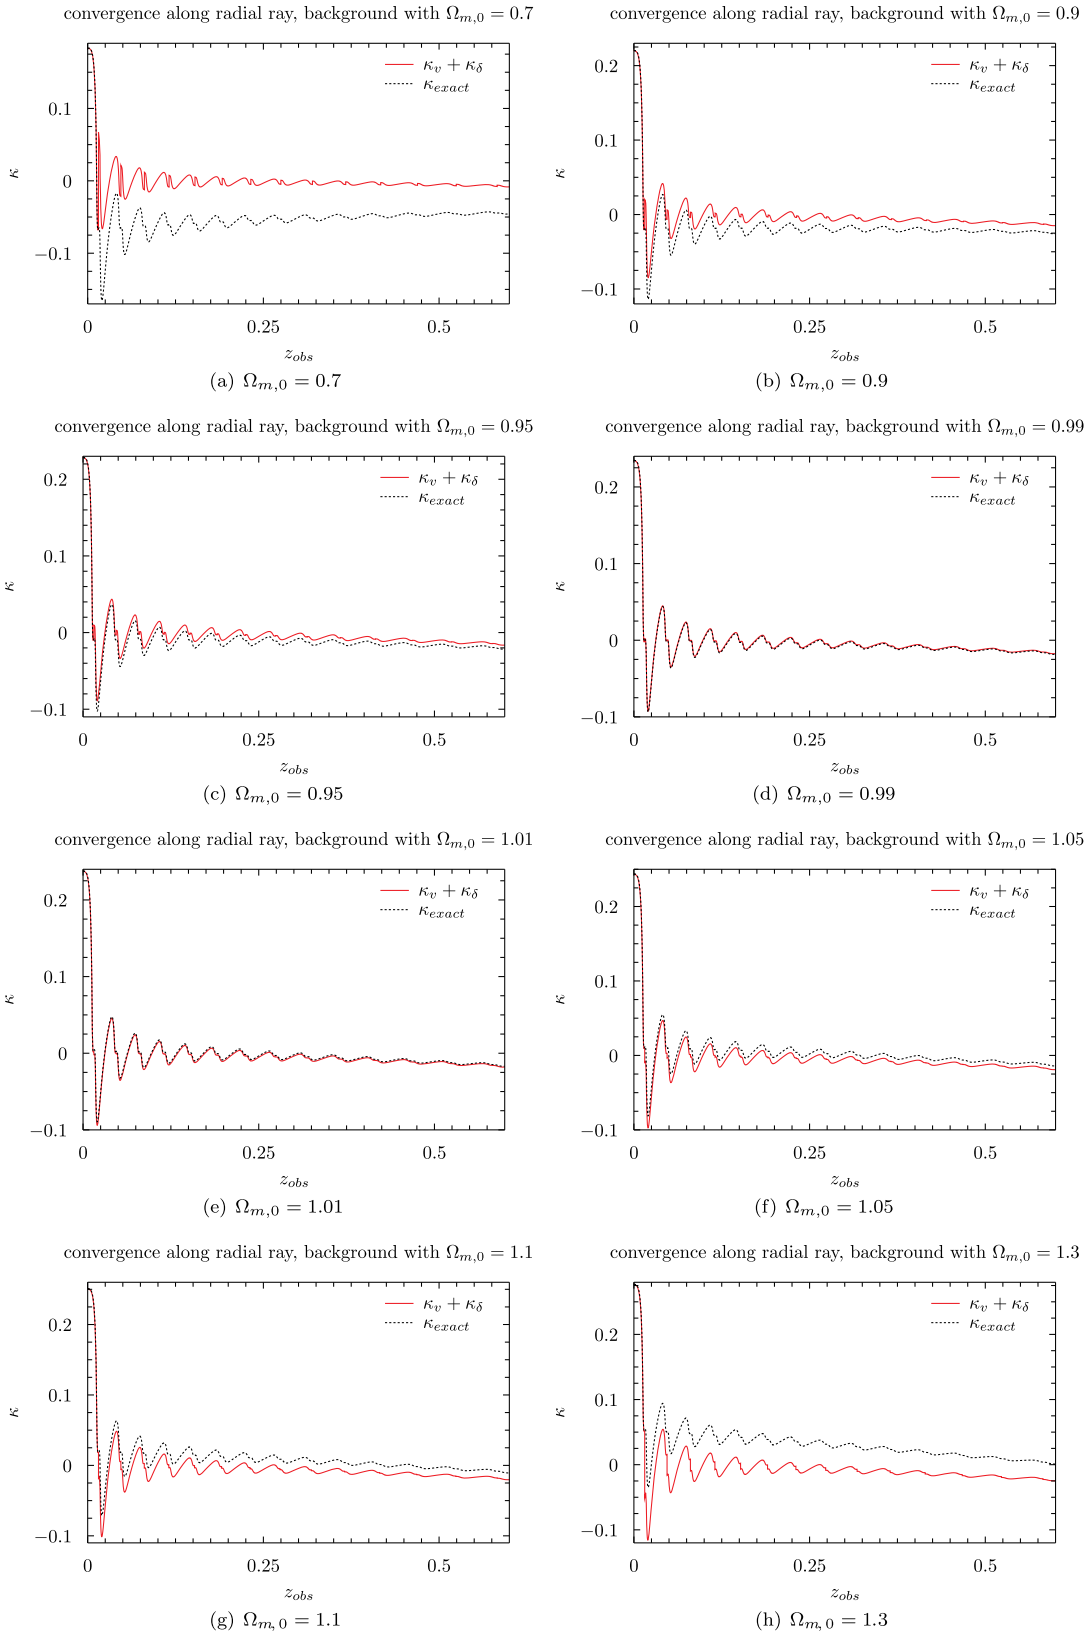 convergence along radial ray, background with Ωm,0 = 0.7
κv + κδ
κexact
0.1
0
−0.1
κ
0 0.25 0.5
zobs
(a) Ωm,0 = 0.7
convergence along radial ray, background with Ωm,0 = 0.9
κv + κδ
κexact
0.2
0.1
0
−0.1
κ
0 0.25 0.5
zobs
(b) Ωm,0 = 0.9
convergence along radial ray, background with Ωm,0 = 0.95
κv + κδ
κexact
0.2
0.1
0
−0.1
κ
0 0.25 0.5
zobs
(c) Ωm,0 = 0.95
convergence along radial ray, background with Ωm,0 = 0.99
κv + κδ
κexact
0.2
0.1
0
−0.1
κ
0 0.25 0.5
zobs
(d) Ωm,0 = 0.99
convergence along radial ray, background with Ωm,0 = 1.01
κv + κδ
κexact
0.2
0.1
0
−0.1
κ
0 0.25 0.5
zobs
(e) Ωm,0 = 1.01
convergence along radial ray, background with Ωm,0 = 1.05
κv + κδ
κexact
0.2
0.1
0
−0.1
κ
0 0.25 0.5
zobs
(f) Ωm,0 = 1.05
convergence along radial ray, background with Ωm,0 = 1.1
κv + κδ
κexact
0.2
0.1
0
−0.1
κ
0 0.25 0.5
zobs
(g) Ωm,0 = 1.1
convergence along radial ray, background with Ωm,0 = 1.3
κv + κδ
κexact
0.2
0.1
0
−0.1
κ
0 0.25 0.5
zobs
(h) Ωm,0 = 1.3